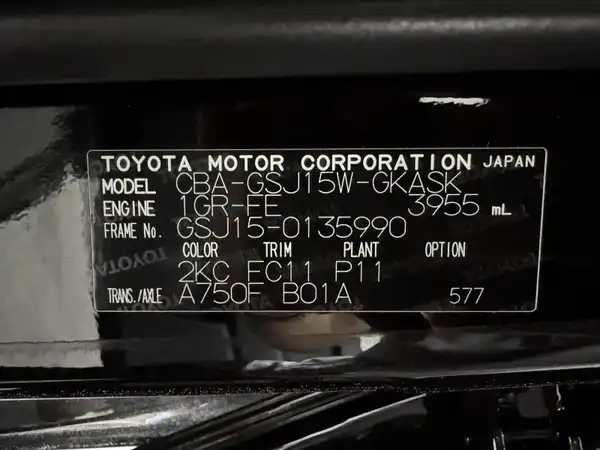 TOYOTA MOTOR CORPORATION JAPAN
MODEL CBA-GSJ15W-GKASK
ENGINE 1GR-FE 3955 mL
FRAME No. GSJ15-0135990
COLOR TRIM PLANT OPTION
2KC FC11 P11
TRANS./AXLE A750F B01A 577